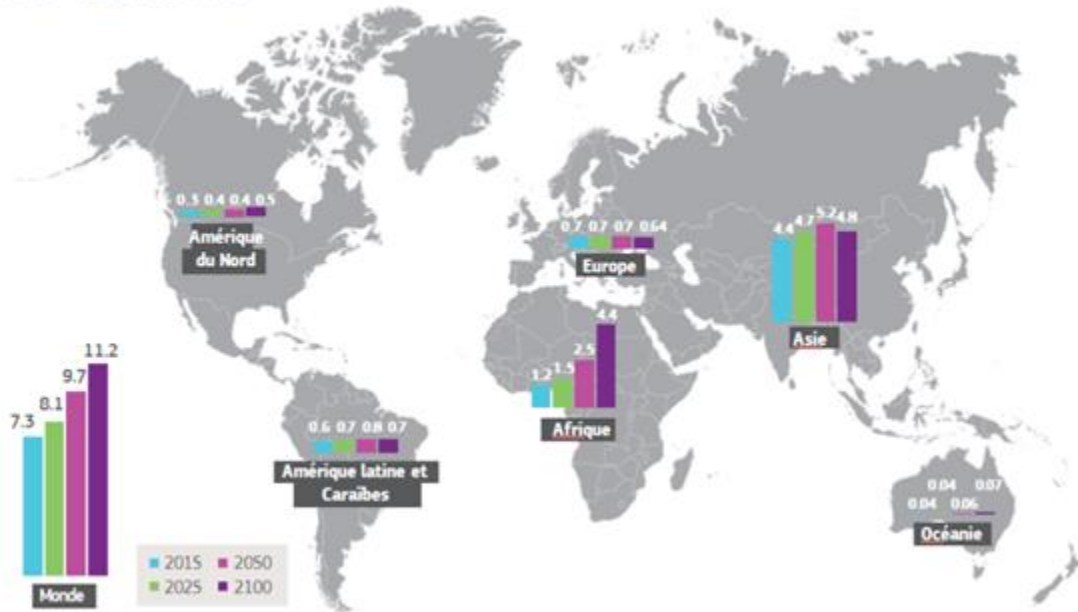 0.3 0.4 0.4 0.5
Amérique
du Nord
0.7 0.7 0.7 0.64
Europe
4.4 4.7 5.2 4.8
Asie
1.2 1.5 2.5 4.4
Afrique
7.3 8.1 9.7 11.2
Monde
0.6 0.7 0.8 0.7
Amérique latine et
Caraïbes
0.04 0.07
0.04 0.06
Océanie
2015 2050
2025 2100